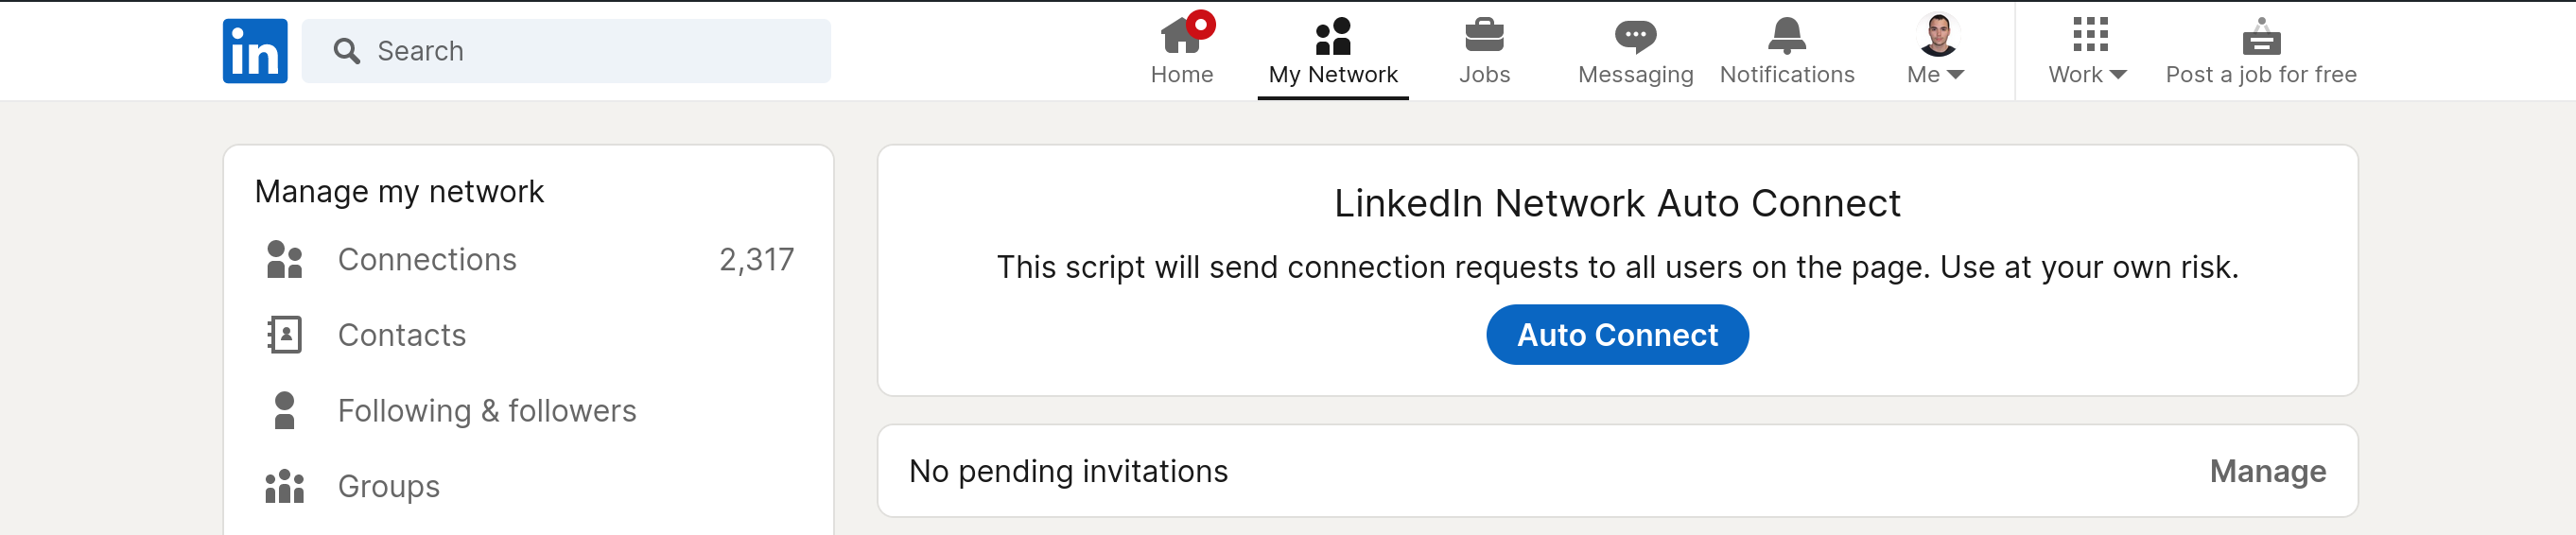 in
Search
Home
My Network
Jobs
Messaging
Notifications
Me
Work
Post a job for free
Manage my network
Connections 2,317
Contacts
Following & followers
Groups
LinkedIn Network Auto Connect
This script will send connection requests to all users on the page. Use at your own risk.
Auto Connect
No pending invitations Manage